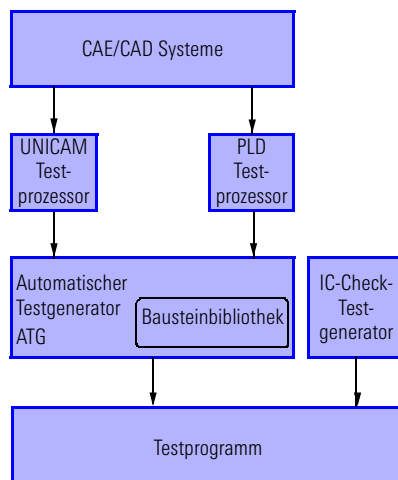 CAE/CAD Systeme
UNICAM
Test-
prozessor
PLD
Test-
prozessor
Automatischer
Testgenerator
ATG
Bausteinbibliothek
IC-Check-
Test-
generator
Testprogramm